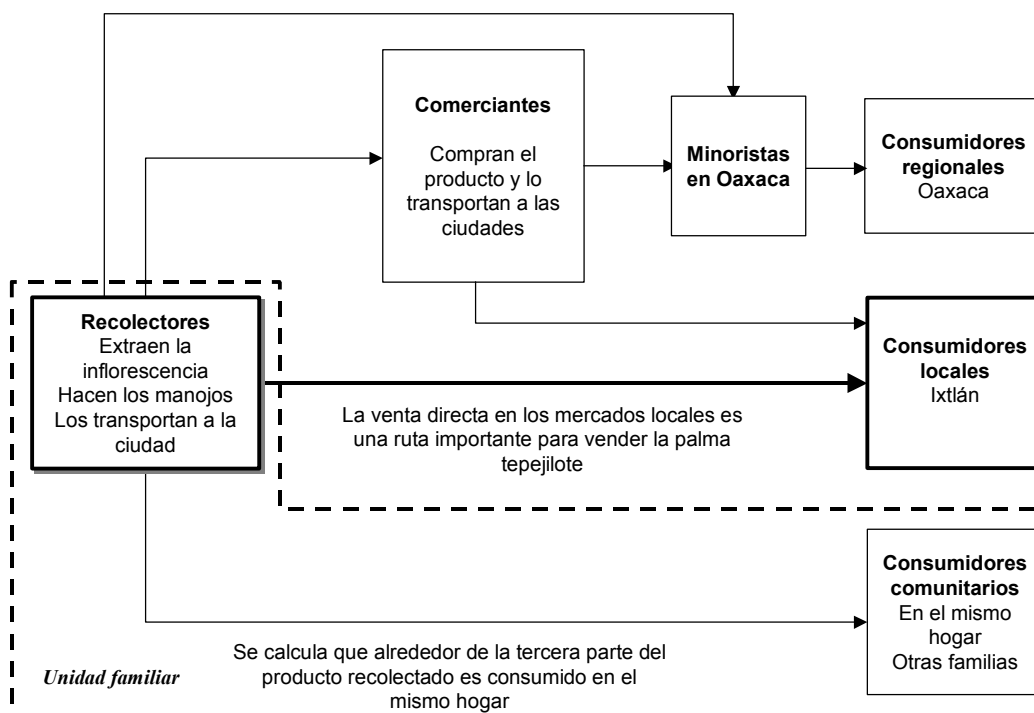 Comerciantes
Compran el
producto y lo
transportan a las
ciudades
Minoristas
en Oaxaca
Consumidores
regionales
Oaxaca
Recolectores
Extraen la
inflorescencia
Hacen los manojos
Los transportan a la
ciudad
La venta directa en los mercados locales es
una ruta importante para vender la palma
tepejilote
Consumidores
locales
Ixtlán
Consumidores
comunitarios
En el mismo
hogar
Otras familias
Se calcula que alrededor de la tercera parte del
producto recolectado es consumido en el
mismo hogar
Unidad familiar